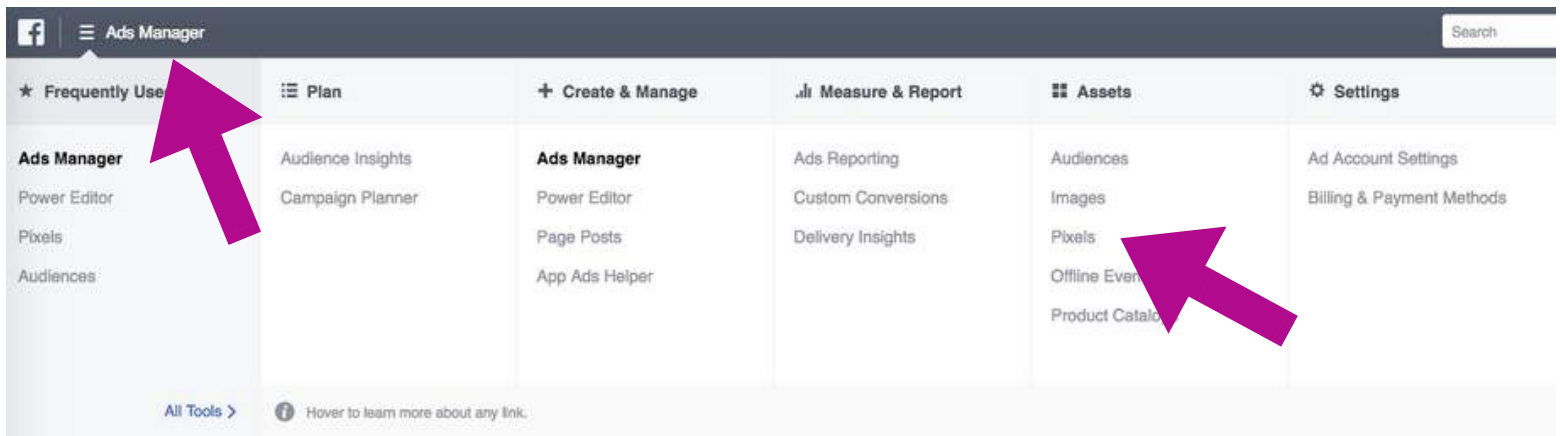 f
Ads Manager
Search
Frequently Use
Plan
Create & Manage
Measure & Report
Assets
Settings
Ads Manager
Power Editor
Pixels
Audiences
All Tools >
Audience Insights
Campaign Planner
Ads Manager
Power Editor
Page Posts
App Ads Helper
Ads Reporting
Custom Conversions
Delivery Insights
Audiences
Images
Pixels
Offline Even
Product Catalo
Ad Account Settings
Billing & Payment Methods
Hover to learn more about any link.